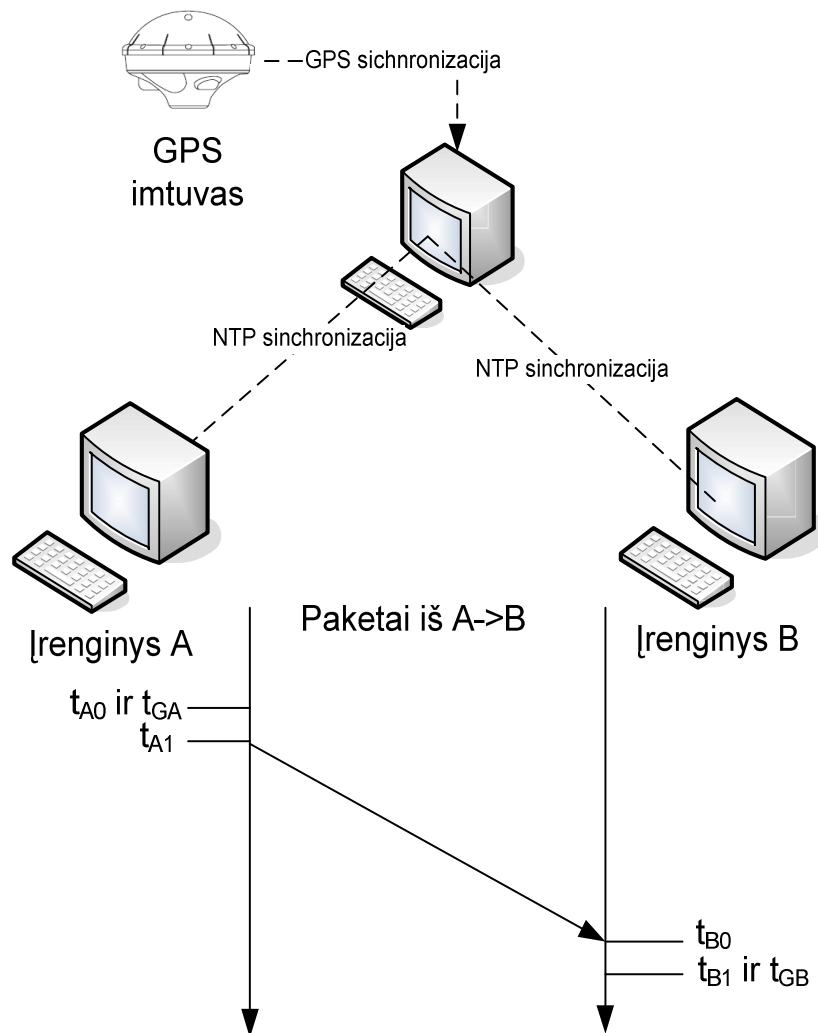 GPS sichnronizacija
GPS
imtuvas
NTP sinchronizacija
NTP sinchronizacija
Įrenginys A
Paketai iš A->B
Įrenginys B
tA0 ir tGA
tA1
tB0
tB1 ir tGB